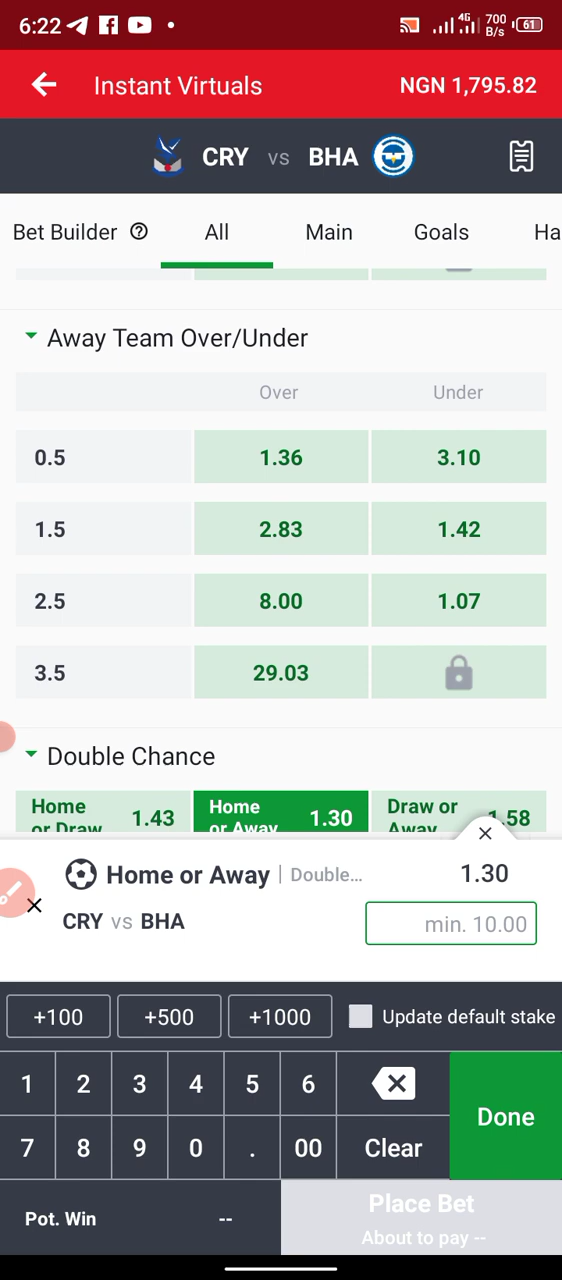 6:22 4G 700 B/s 61
Instant Virtuals NGN 1,795.82
CRY vs BHA
Bet Builder ? All Main Goals Ha
Away Team Over/Under
Over Under
0.5 1.36 3.10
1.5 2.83 1.42
2.5 8.00 1.07
3.5 29.03
Double Chance
Home or Draw 1.43 Home or Away 1.30 Draw or Away 1.58
Home or Away | Double... 1.30
CRY vs BHA min. 10.00
+100 +500 +1000 Update default stake
1 2 3 4 5 6
Done
7 8 9 0 . 00 Clear
Pot. Win -- Place Bet
About to pay --